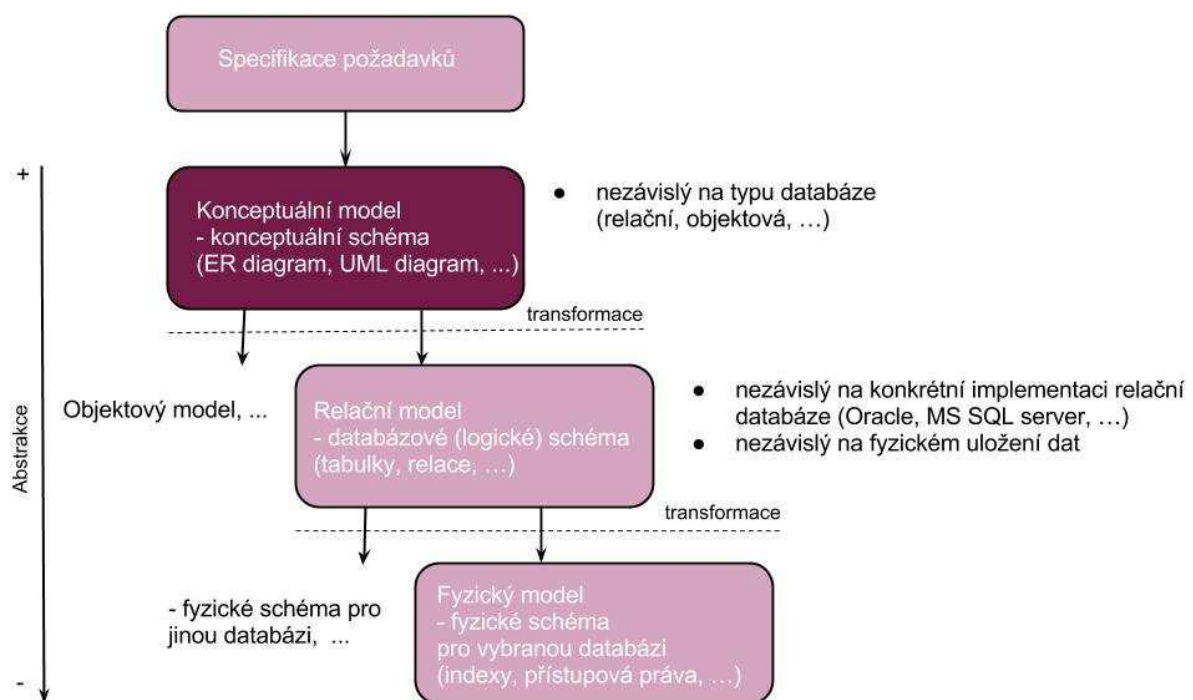 Specifikace požadavků
+
Konceptuální model
- konceptuální schéma
(ER diagram, UML diagram, ...)
● nezávislý na typu databáze
(relační, objektová, …)
transformace
Objektový model, ...
Relační model
- databázové (logické) schéma
(tabulky, relace, …)
● nezávislý na konkrétní implementaci relační
databáze (Oracle, MS SQL server, …)
● nezávislý na fyzickém uložení dat
Abstrakce
transformace
- fyzické schéma pro
jinou databázi, ...
Fyzický model
- fyzické schéma
pro vybranou databázi
(indexy, přístupová práva, …)
-